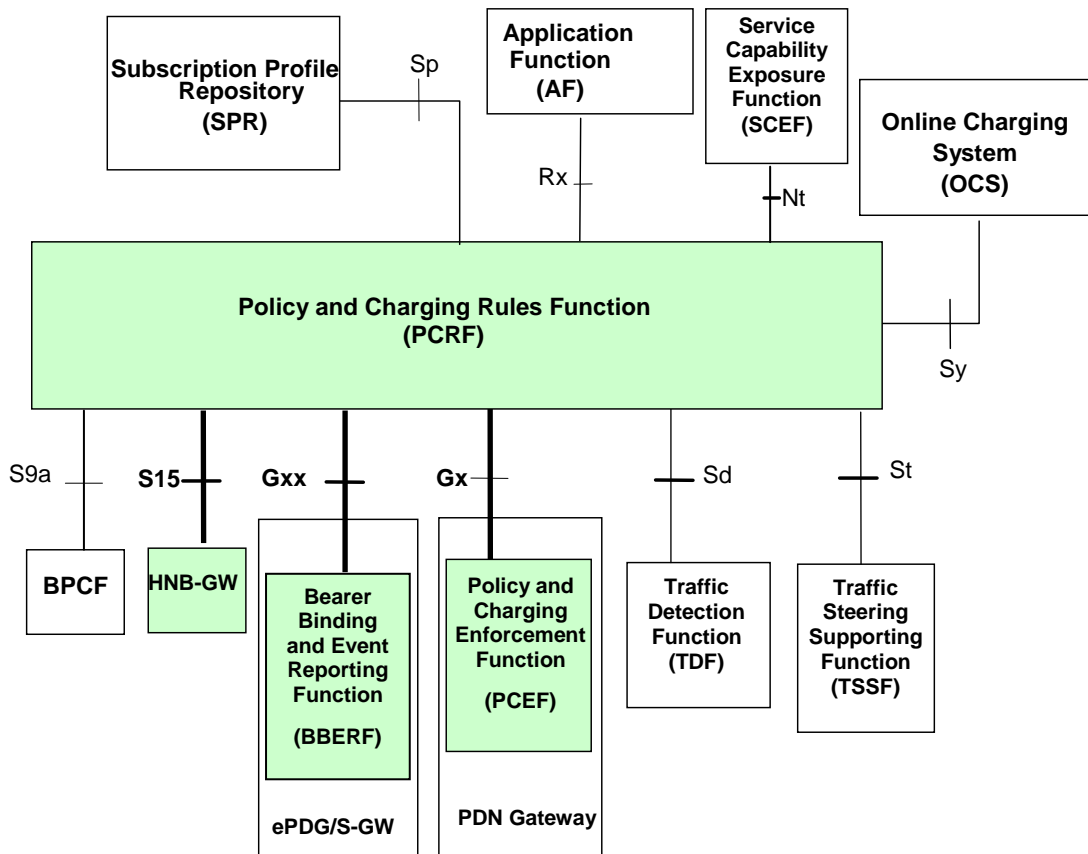 Subscription Profile
Repository
(SPR)
Sp
Application
Function
(AF)
Rx
Service
Capability
Exposure
Function
(SCEF)
Nt
Online Charging
System
(OCS)
Sy
Policy and Charging Rules Function
(PCRF)
S9a
S15
Gxx
Gx
Sd
St
BPCF
HNB-GW
Bearer
Binding
and Event
Reporting
Function
(BBERF)
ePDG/S-GW
Policy and
Charging
Enforcement
Function
(PCEF)
PDN Gateway
Traffic
Detection
Function
(TDF)
Traffic
Steering
Supporting
Function
(TSSF)